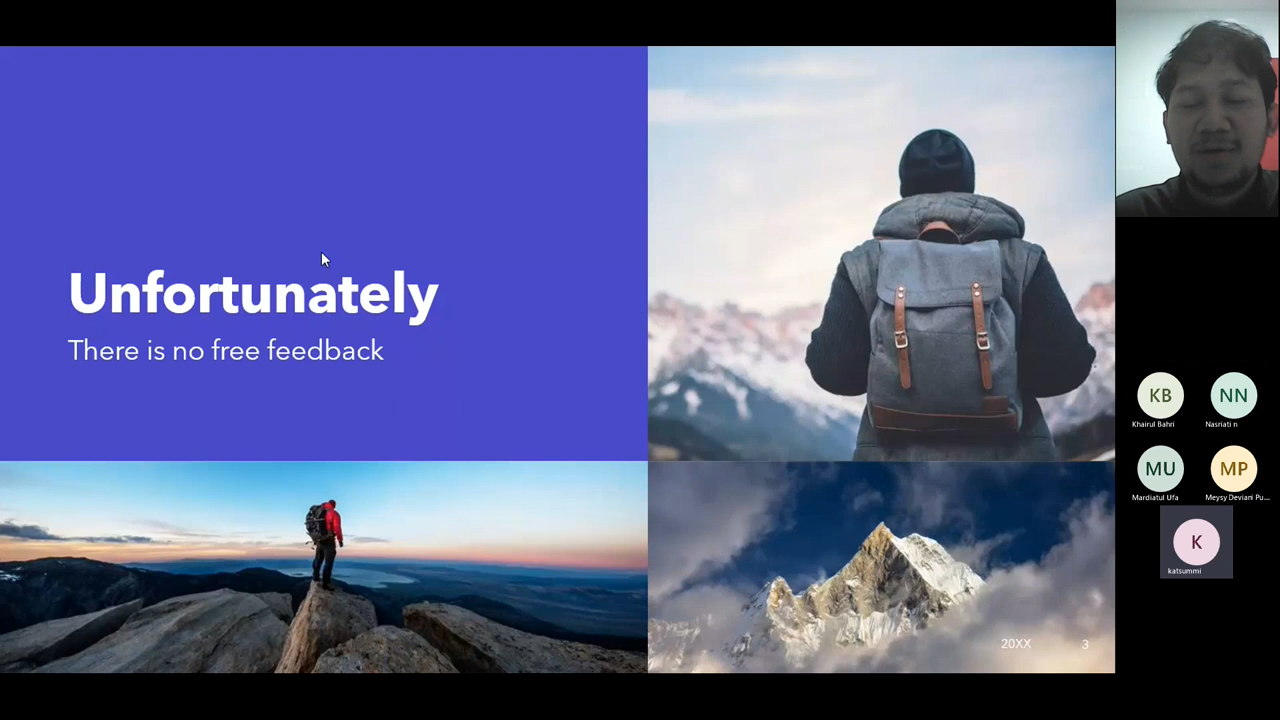 Unfortunately
There is no free feedback
20XX
3
KB
NN
Khairul Bahri
Nasriati n
MU
MP
Mardiatul Ufa
Meysy Deviani Pu...
K
katsummi